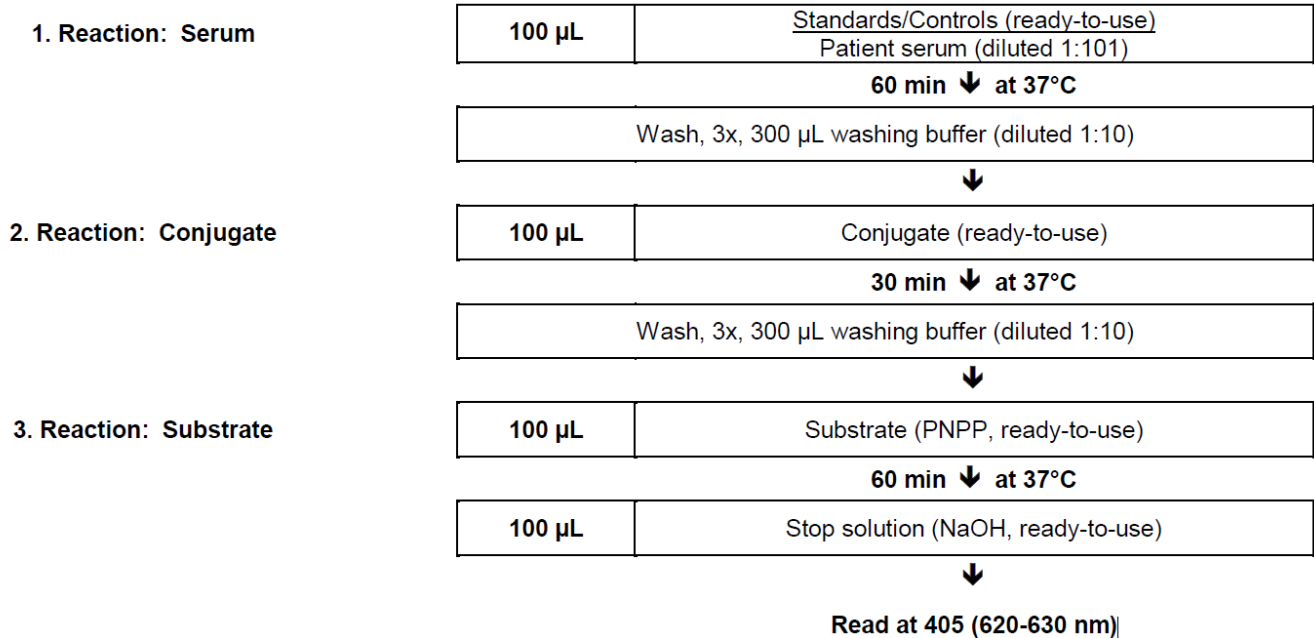 1. Reaction: Serum
100 µL
Standards/Controls (ready-to-use)
Patient serum (diluted 1:101)
60 min 🡻 at 37°C
Wash, 3x, 300 µL washing buffer (diluted 1:10)
🡻
2. Reaction: Conjugate
100 µL
Conjugate (ready-to-use)
30 min 🡻 at 37°C
Wash, 3x, 300 µL washing buffer (diluted 1:10)
🡻
3. Reaction: Substrate
100 µL
Substrate (PNPP, ready-to-use)
60 min 🡻 at 37°C
100 µL
Stop solution (NaOH, ready-to-use)
🡻
Read at 405 (620-630 nm)